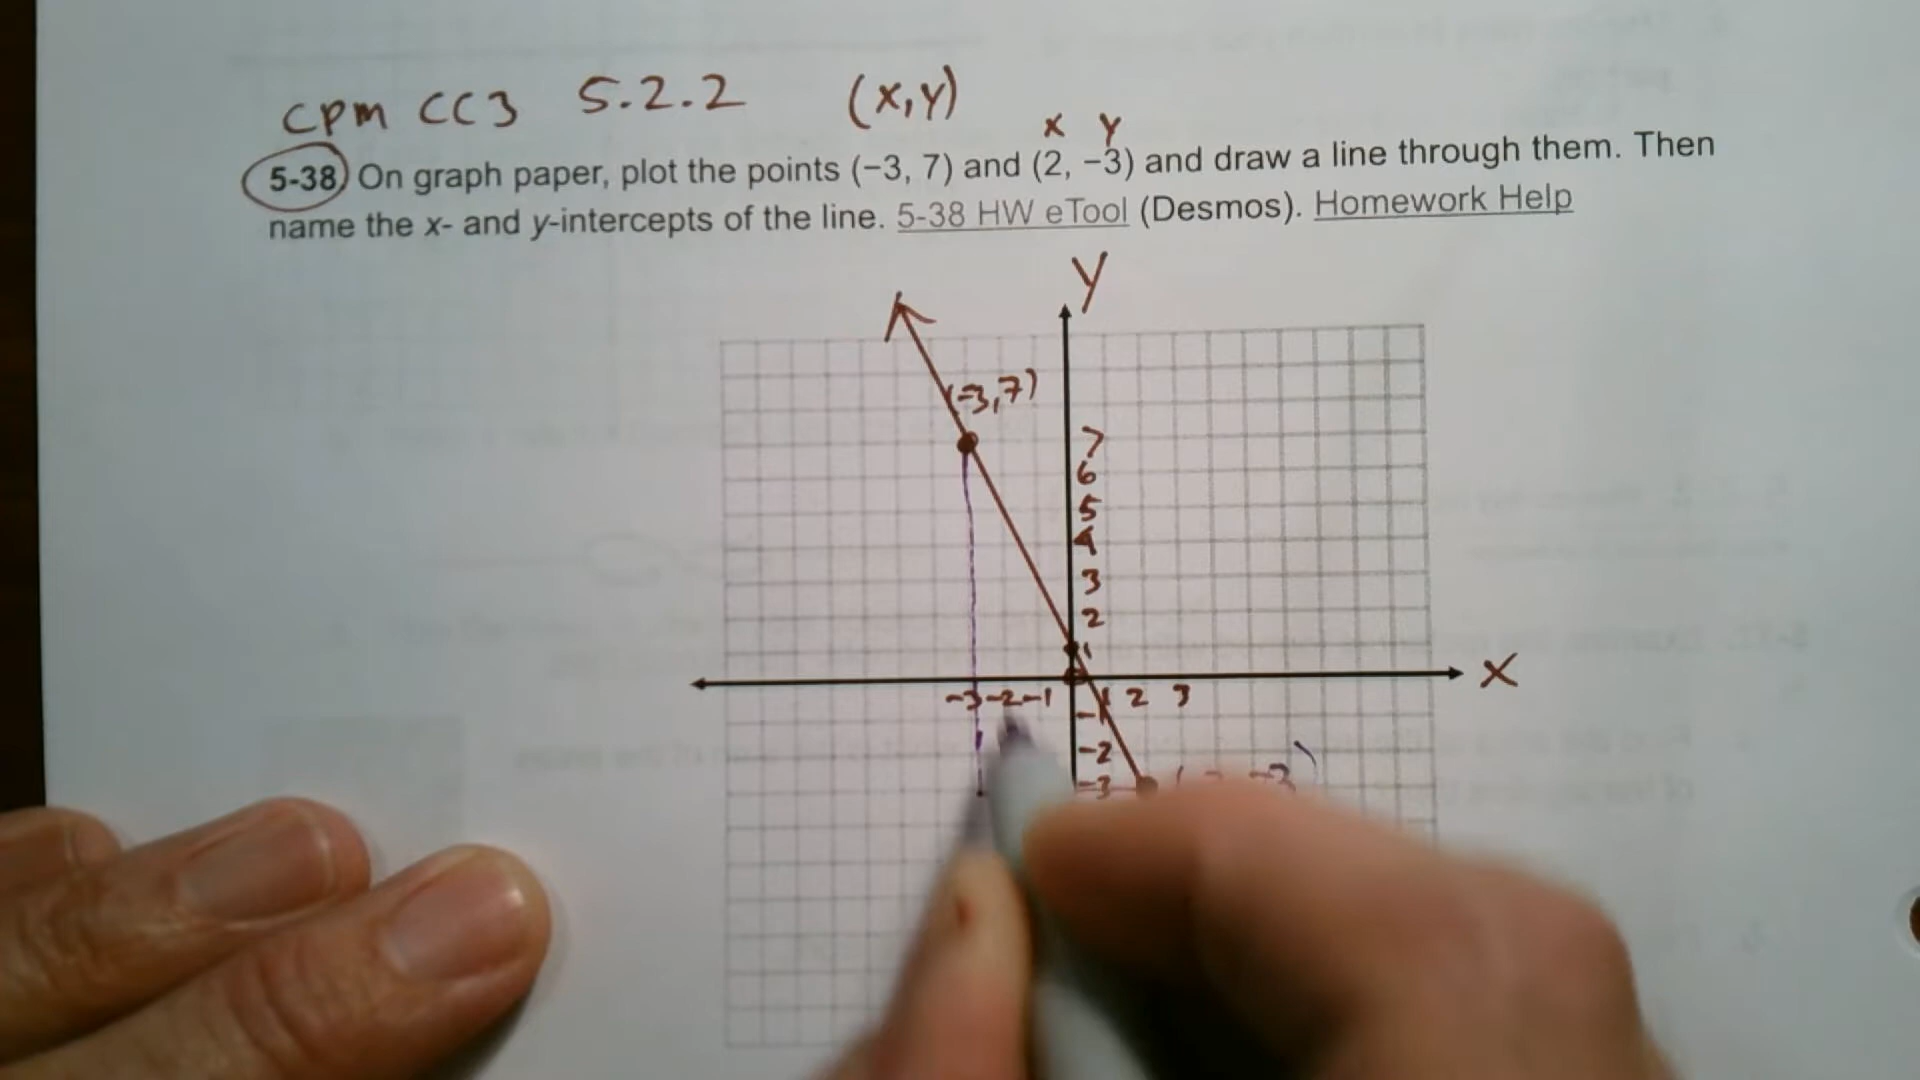 CPM CC3 5.2.2 (x,y)
x y
5-38 On graph paper, plot the points (−3, 7) and (2, −3) and draw a line through them. Then
name the x- and y-intercepts of the line. 5-38 HW eTool (Desmos). Homework Help
y
(-3,7)
7
6
5
4
3
2
1
x
-3 -2 -1 1 2 3
-1
-2
-3